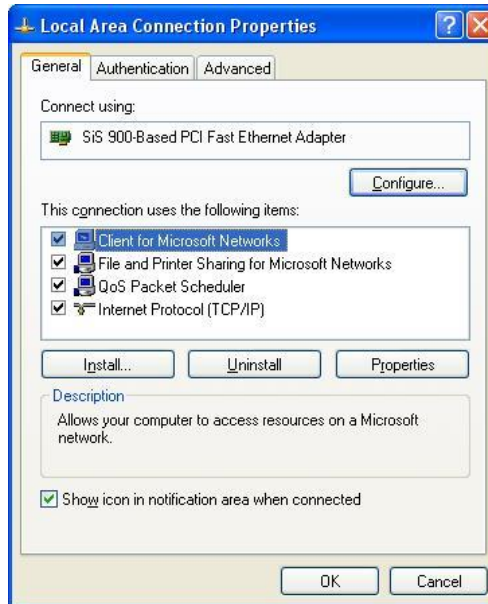 Local Area Connection Properties
General Authentication Advanced
Connect using:
SiS 900-Based PCI Fast Ethernet Adapter
Configure...
This connection uses the following items:
Client for Microsoft Networks
File and Printer Sharing for Microsoft Networks
QoS Packet Scheduler
Internet Protocol (TCP/IP)
Install... Uninstall Properties
Description
Allows your computer to access resources on a Microsoft
network.
Show icon in notification area when connected
OK Cancel